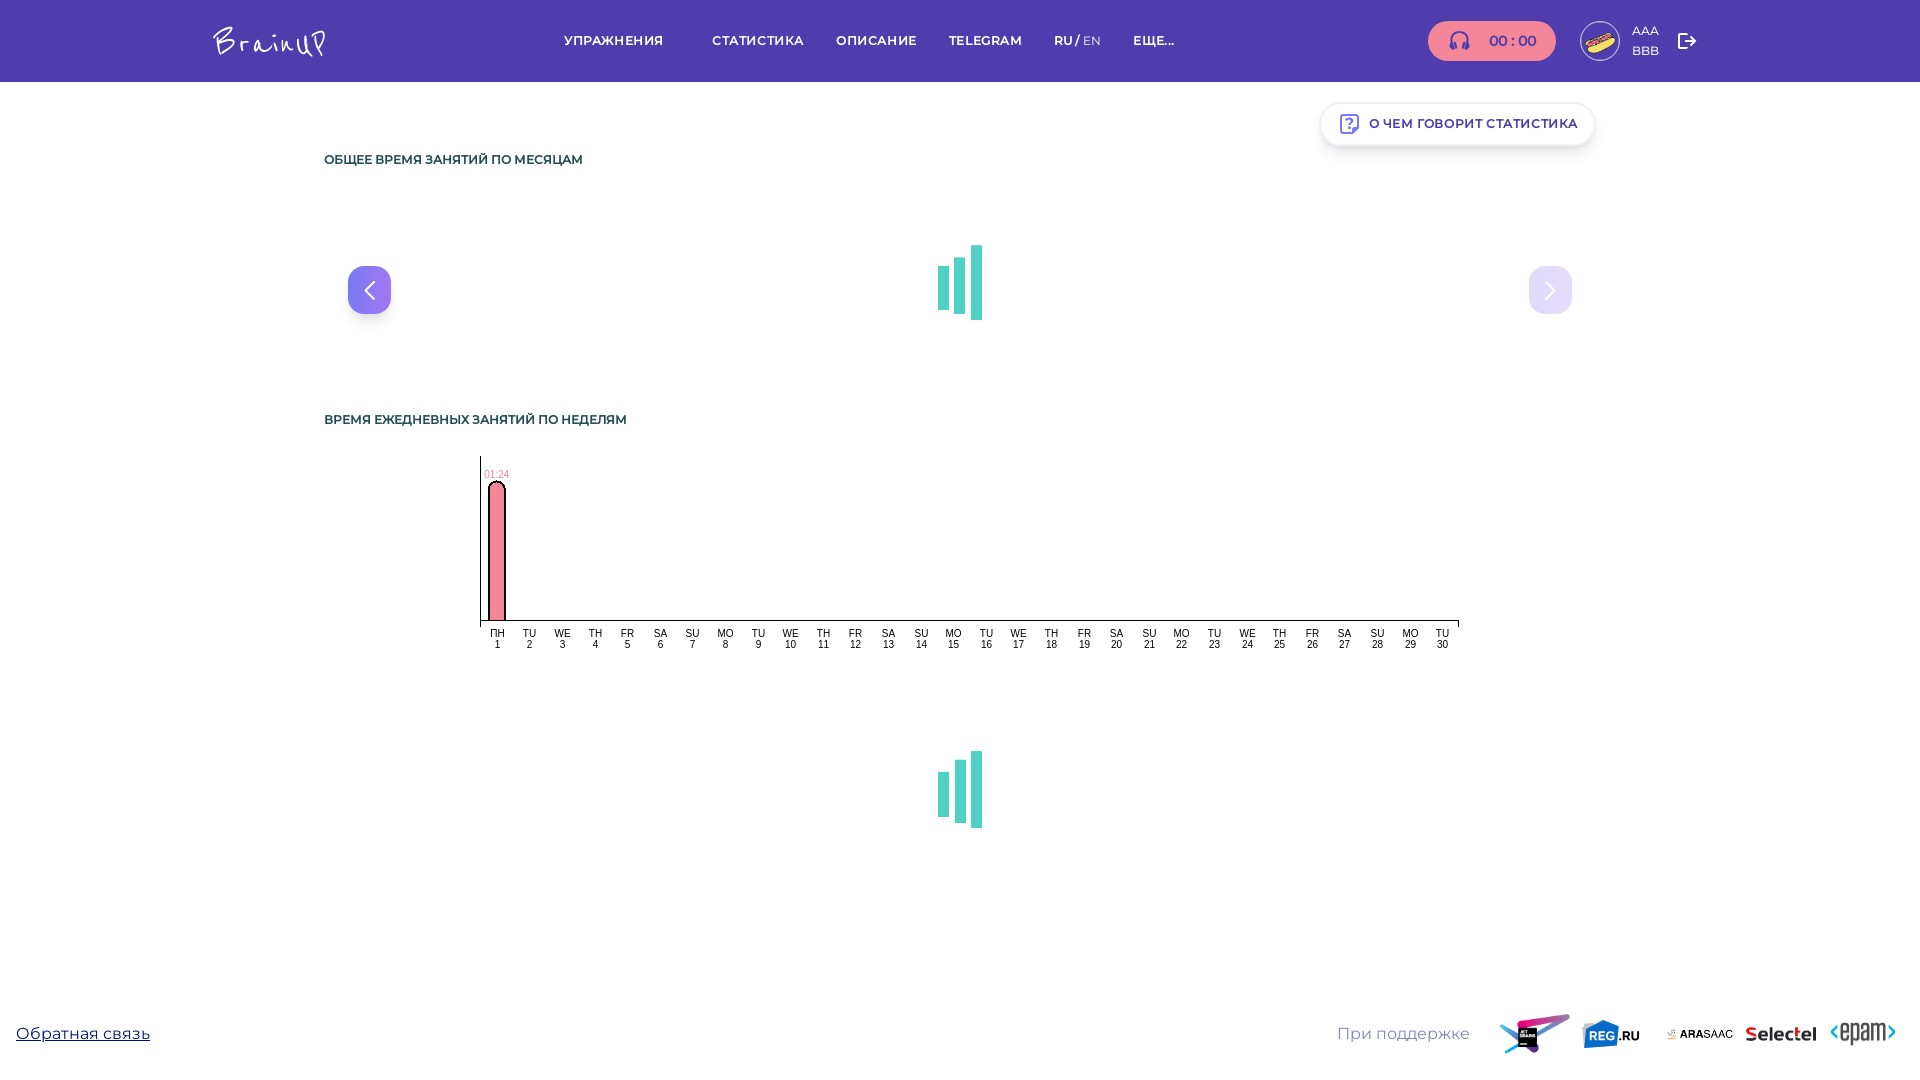 BrainUP
УПРАЖНЕНИЯ СТАТИСТИКА ОПИСАНИЕ TELEGRAM RU / EN ЕЩЕ...
00 : 00
AAA
BBB
О ЧЕМ ГОВОРИТ СТАТИСТИКА
ОБЩЕЕ ВРЕМЯ ЗАНЯТИЙ ПО МЕСЯЦАМ
ВРЕМЯ ЕЖЕДНЕВНЫХ ЗАНЯТИЙ ПО НЕДЕЛЯМ
01:24
ПН TU WE TH FR SA SU MO TU WE TH FR SA SU MO TU WE TH FR SA SU MO TU WE TH FR SA SU MO TU
1 2 3 4 5 6 7 8 9 10 11 12 13 14 15 16 17 18 19 20 21 22 23 24 25 26 27 28 29 30
Обратная связь
При поддержке
JET BRAINS
REG.RU
ARASAAC
Selectel
<epam>